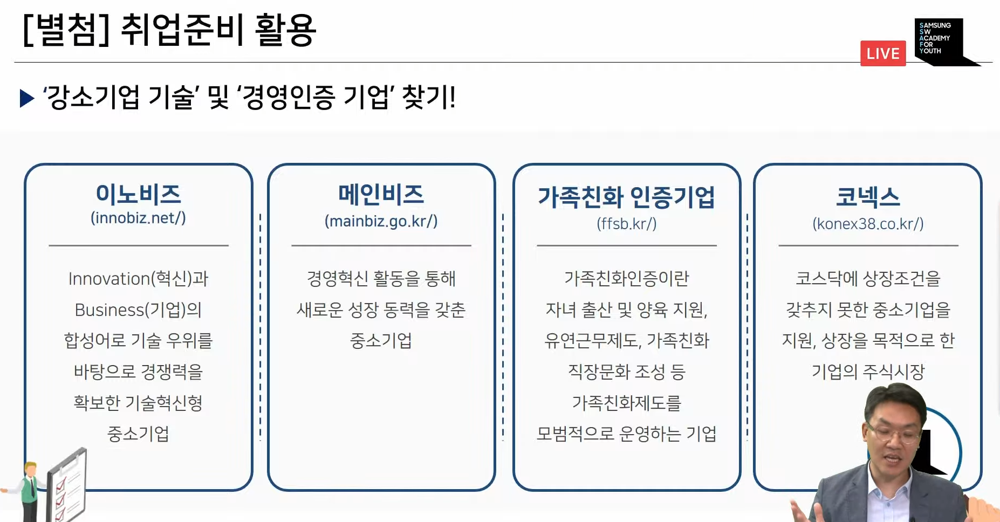 [별첨] 취업준비 활용
LIVE
SAMSUNG
SW
ACADEMY
FOR
YOUTH
▶ ‘강소기업 기술’ 및 ‘경영인증 기업’ 찾기!
이노비즈
(innobiz.net/)
Innovation(혁신)과
Business(기업)의
합성어로 기술 우위를
바탕으로 경쟁력을
확보한 기술혁신형
중소기업
메인비즈
(mainbiz.go.kr/)
경영혁신 활동을 통해
새로운 성장 동력을 갖춘
중소기업
가족친화 인증기업
(ffsb.kr/)
가족친화인증이란
자녀 출산 및 양육 지원,
유연근무제도, 가족친화
직장문화 조성 등
가족친화제도를
모범적으로 운영하는 기업
코넥스
(konex38.co.kr/)
코스닥에 상장조건을
갖추지 못한 중소기업을
지원, 상장을 목적으로 한
기업의 주식시장